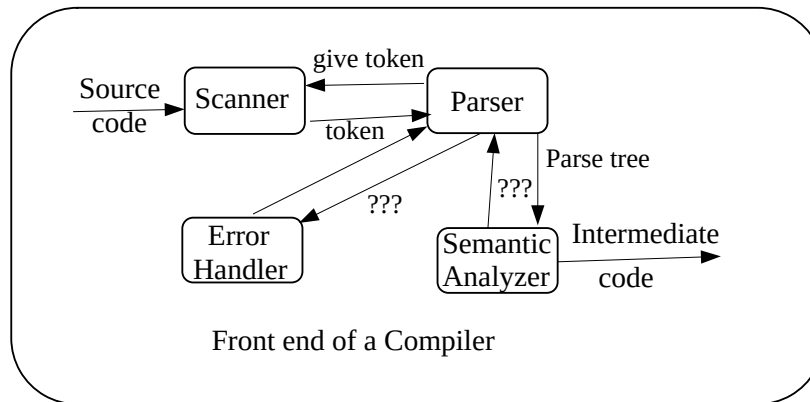 give token
Source
code
Scanner
Parser
token
Parse tree
???
???
Error
Handler
Semantic
Analyzer
Intermediate
code
Front end of a Compiler